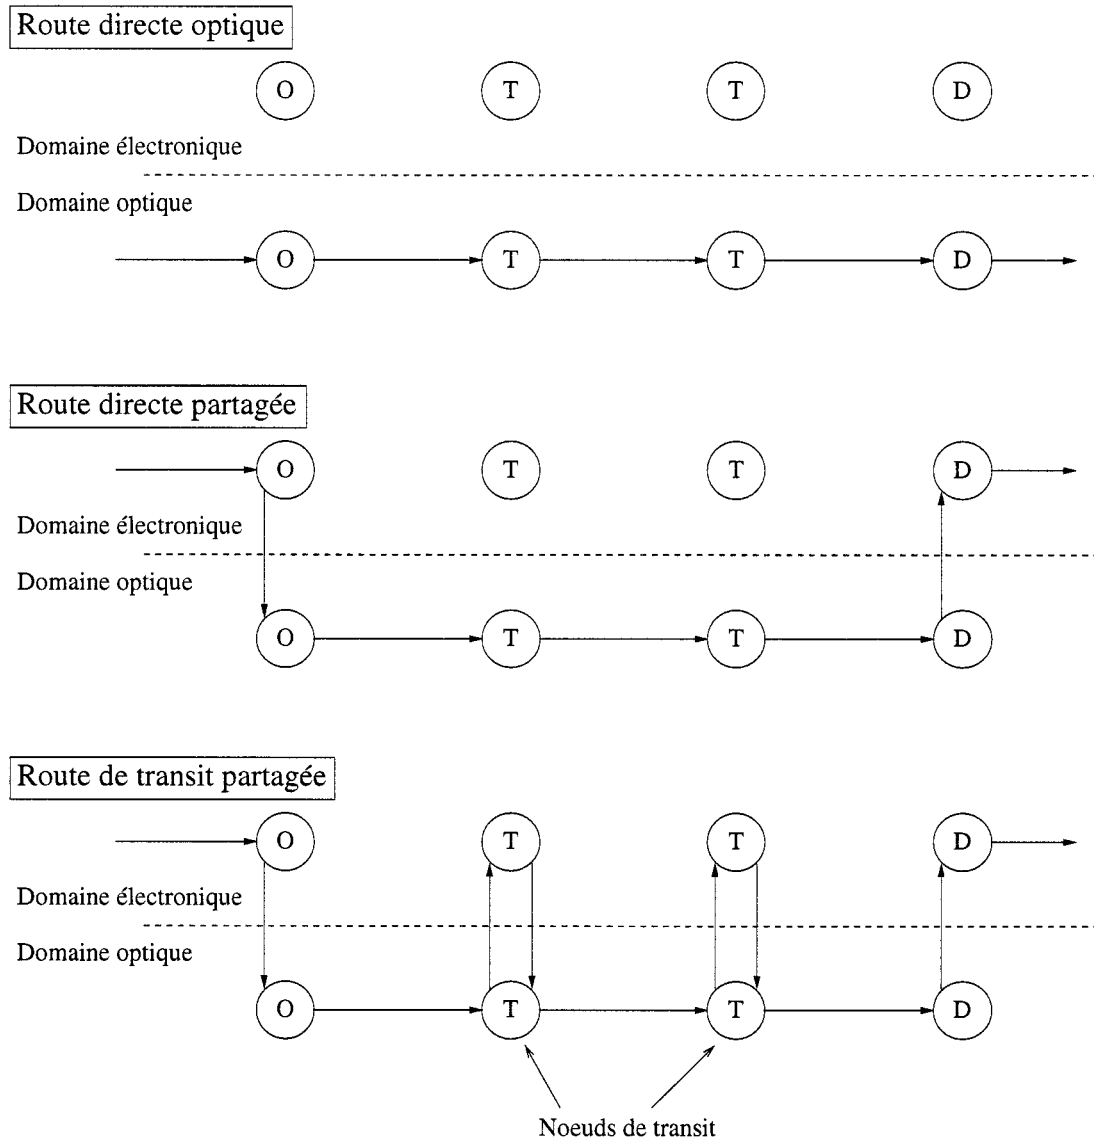 Route directe optique
O T T D
Domaine électronique
Domaine optique
O T T D
Route directe partagée
O T T D
Domaine électronique
Domaine optique
O T T D
Route de transit partagée
O T T D
Domaine électronique
Domaine optique
O T T D
Noeuds de transit